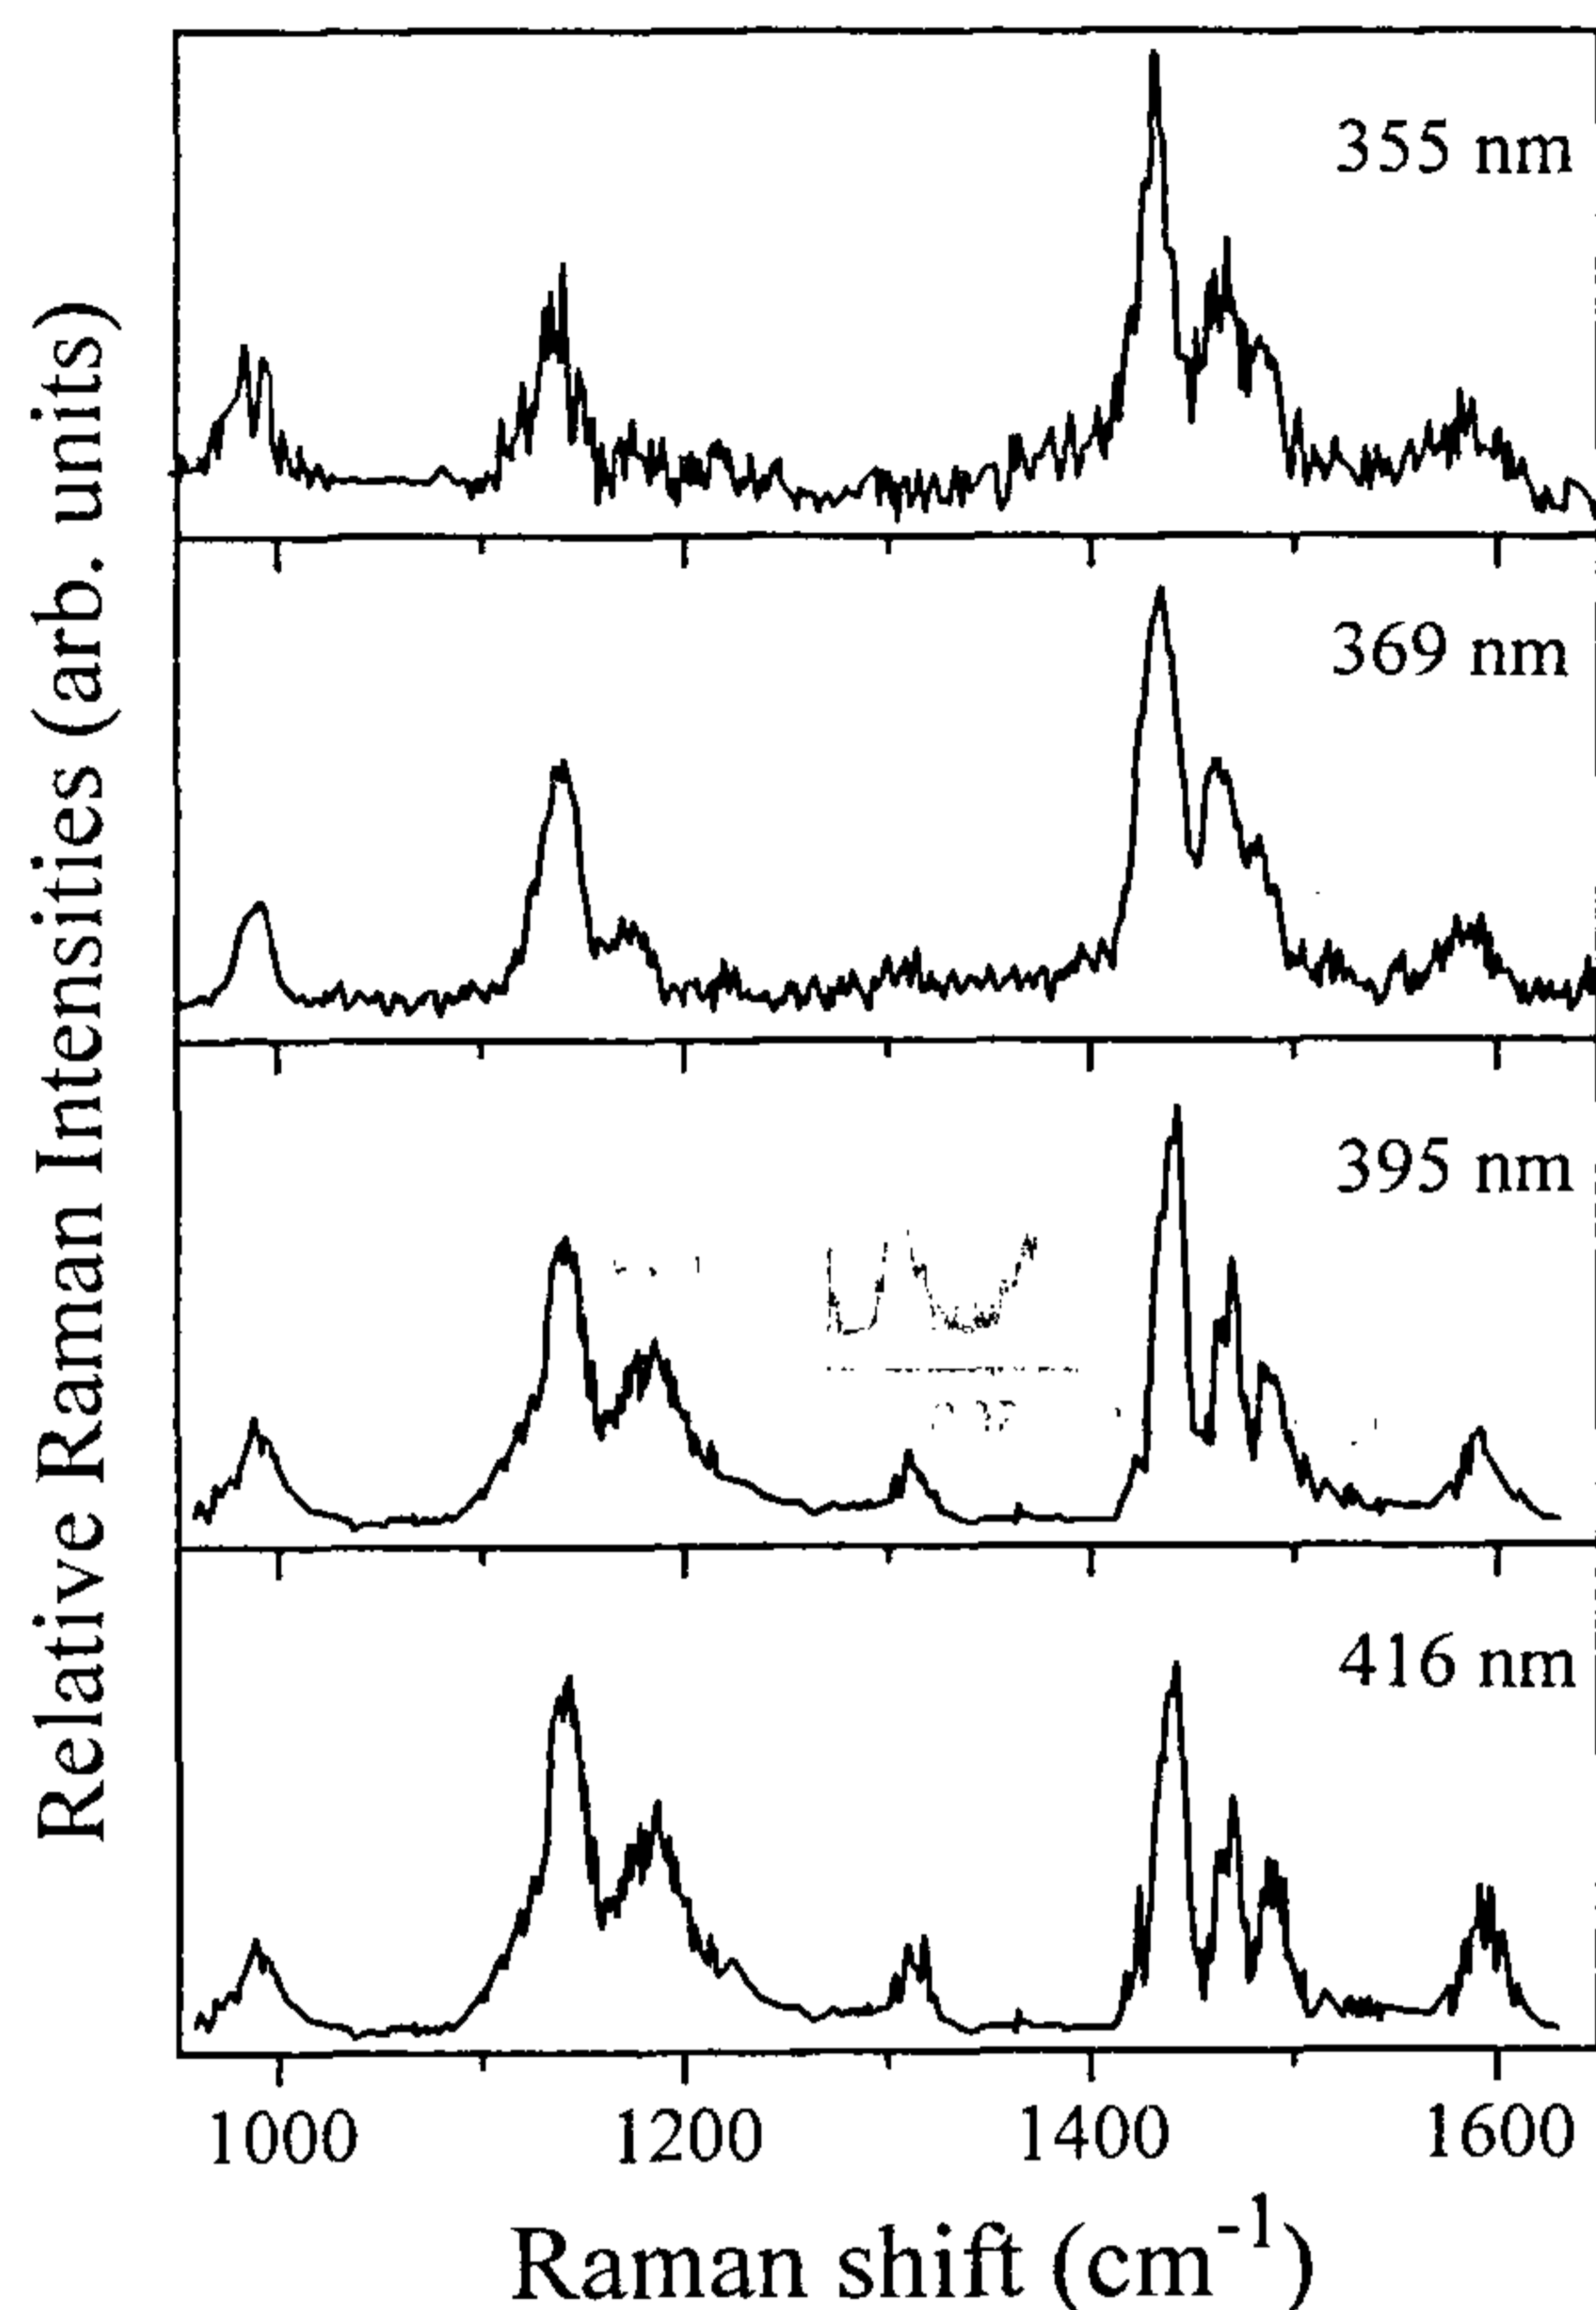 Relative Raman Intensities (arb. units)
355 nm
369 nm
395 nm
416 nm
1000 1200 1400 1600
Raman shift (cm⁻¹)